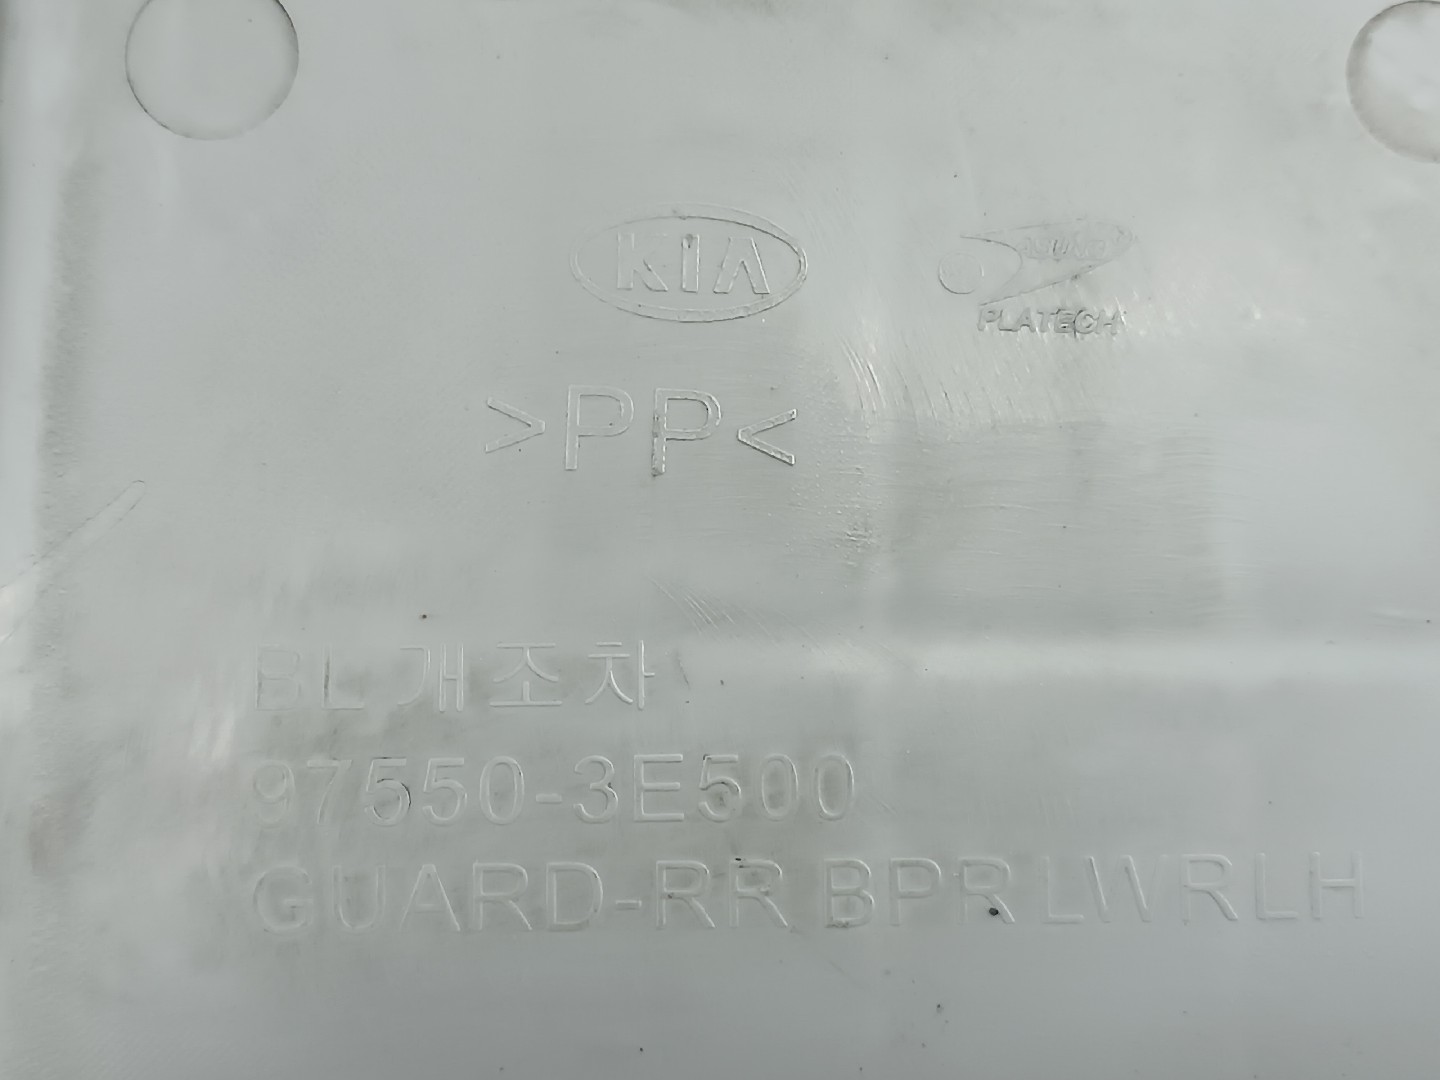 KIA
PLATECH
>PP<
BL 개조차
97550-3E500
GUARD-RR BPR LWR LH